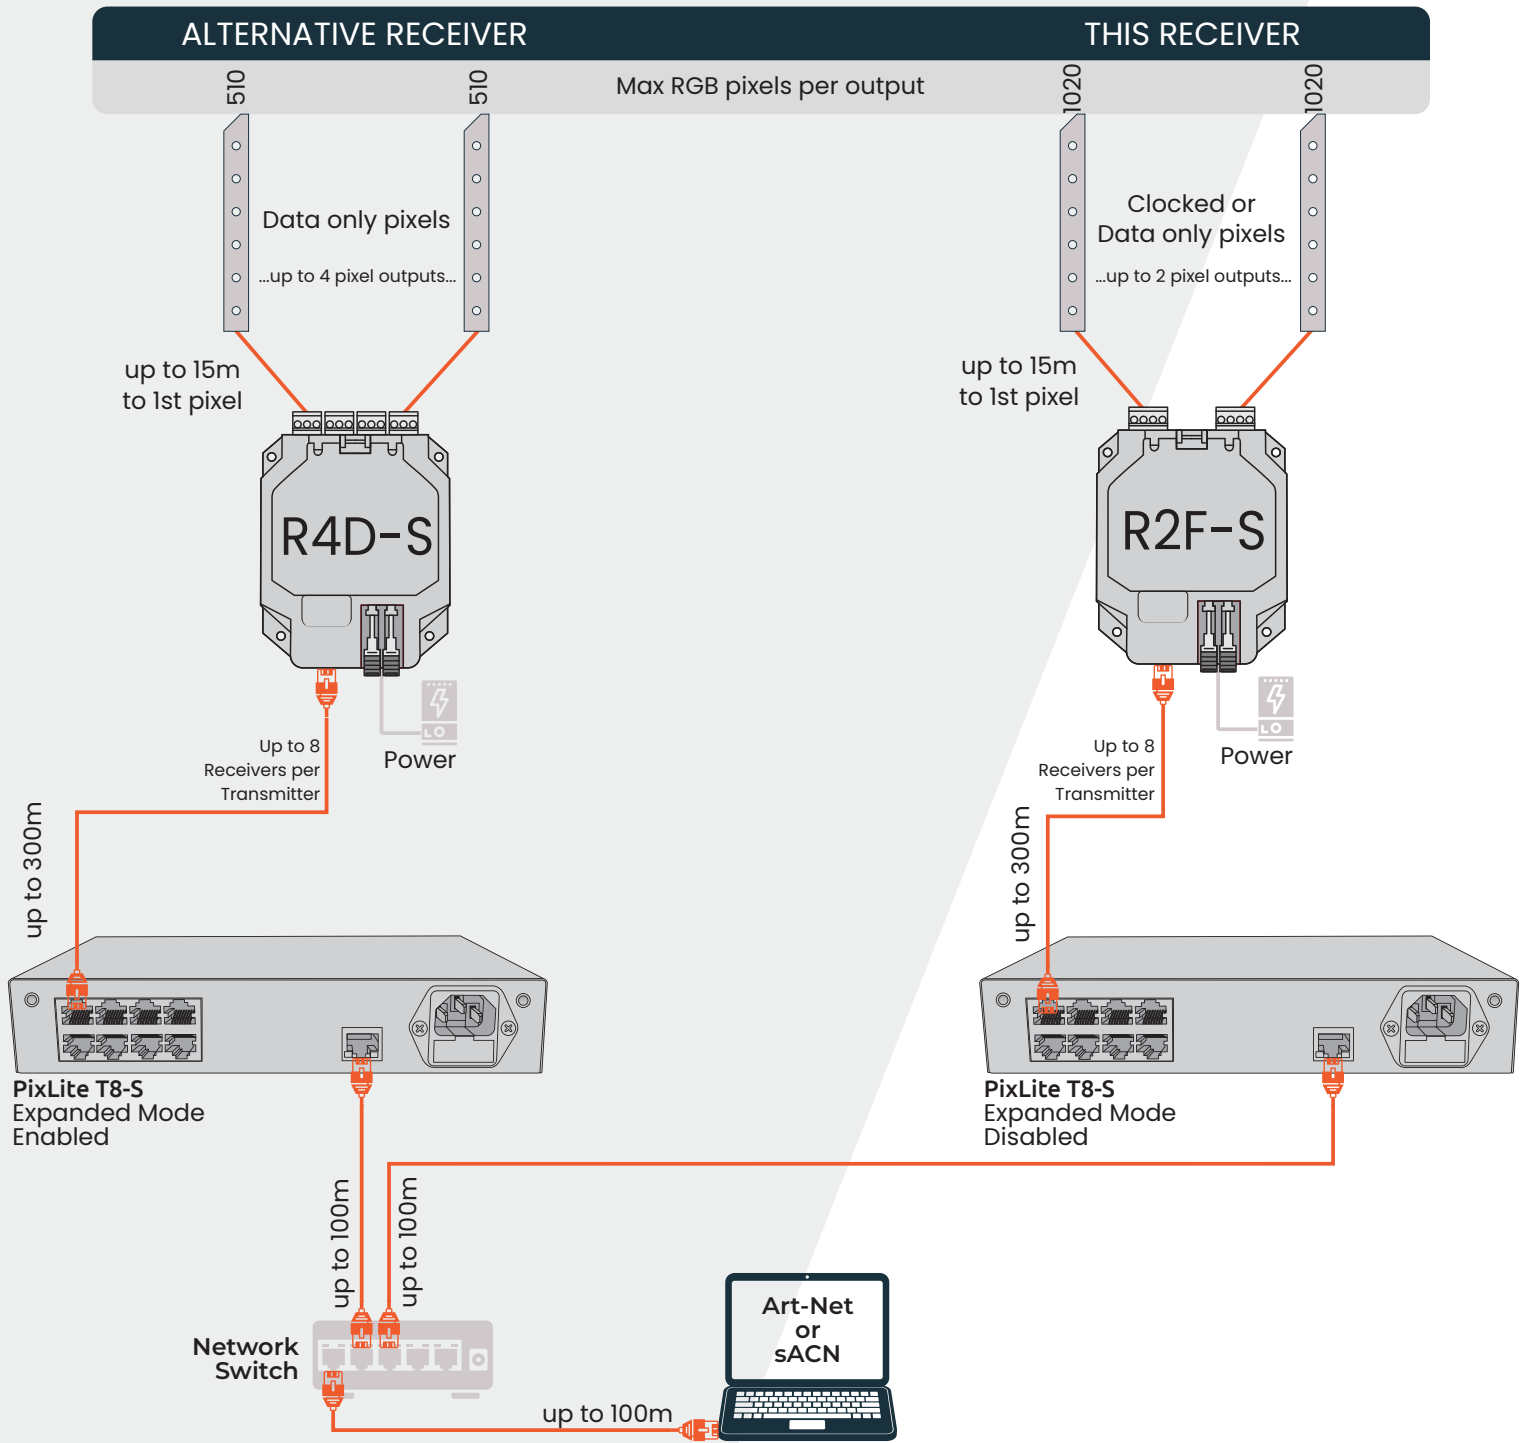 ALTERNATIVE RECEIVER
THIS RECEIVER
510
510
Max RGB pixels per output
1020
1020
Data only pixels
...up to 4 pixel outputs...
Clocked or
Data only pixels
...up to 2 pixel outputs...
up to 15m
to 1st pixel
up to 15m
to 1st pixel
R4D-S
R2F-S
LO
Power
LO
Power
Up to 8
Receivers per
Transmitter
Up to 8
Receivers per
Transmitter
up to 300m
up to 300m
PixLite T8-S
Expanded Mode
Enabled
PixLite T8-S
Expanded Mode
Disabled
up to 100m
up to 100m
Network
Switch
Art-Net
or
sACN
up to 100m